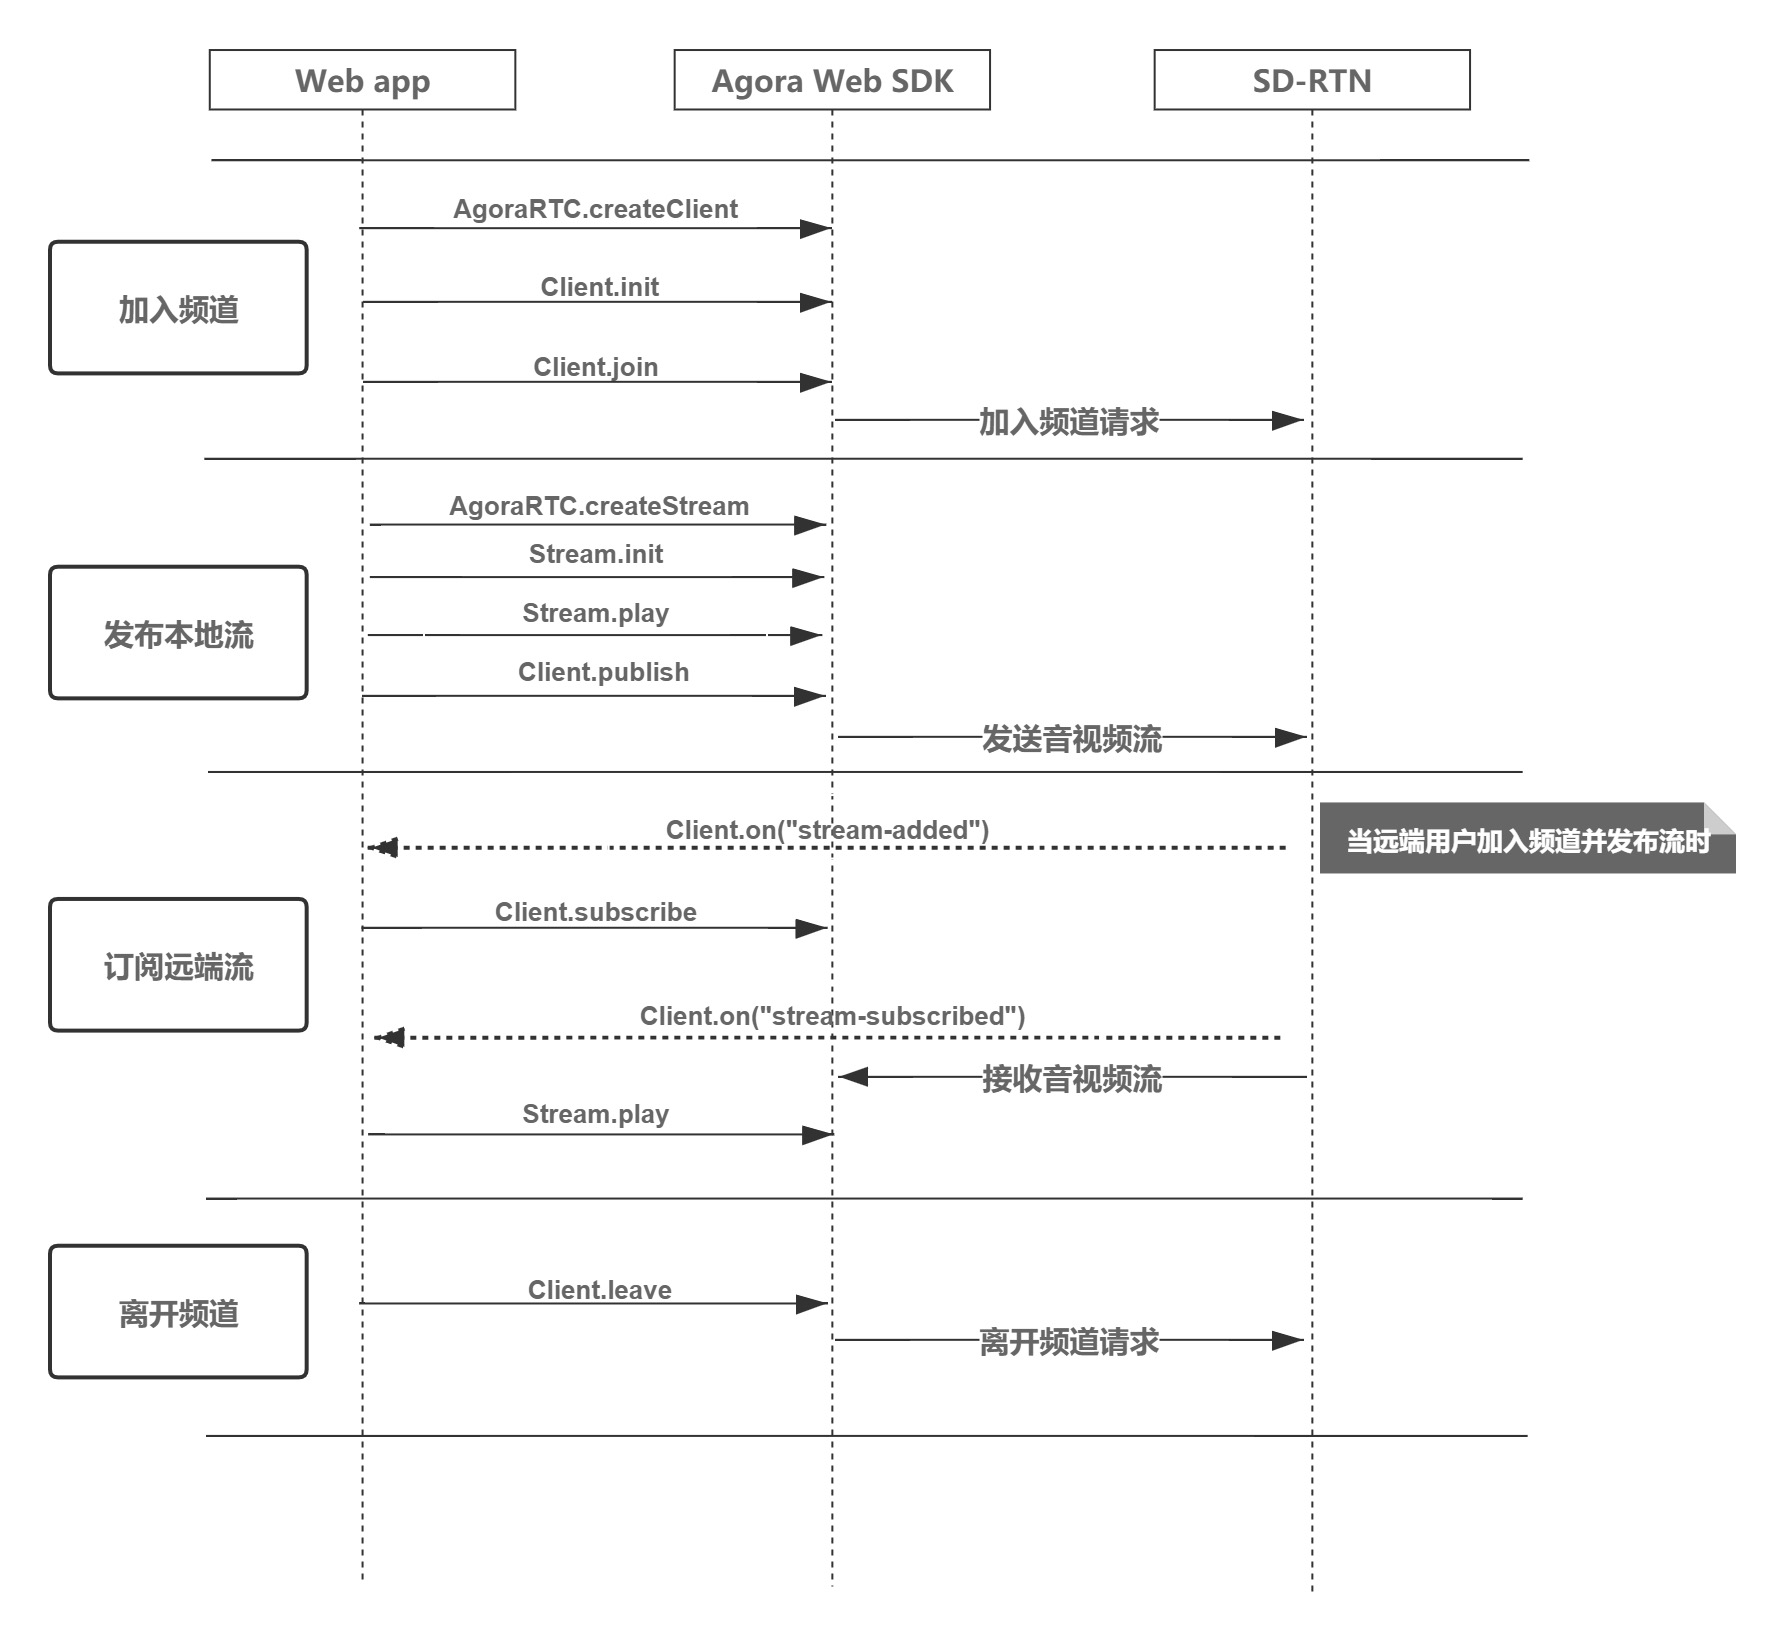 Web app
Agora Web SDK
SD-RTN
AgoraRTC.createClient
Client.init
加入频道
Client.join
加入频道请求
AgoraRTC.createStream
Stream.init
Stream.play
发布本地流
Client.publish
发送音视频流
Client.on("stream-added")
当远端用户加入频道并发布流时
Client.subscribe
订阅远端流
Client.on("stream-subscribed")
接收音视频流
Stream.play
Client.leave
离开频道
离开频道请求